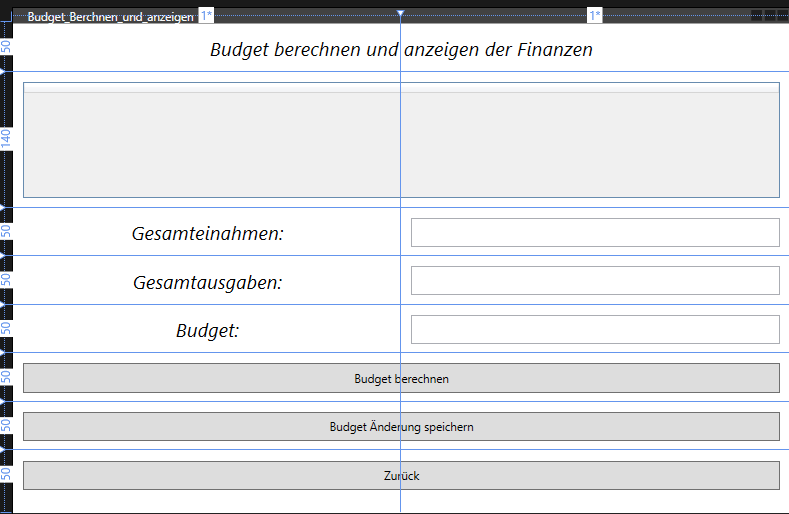 Budget_Berchnen_und_anzeigen
1*
1*
50
Budget berechnen und anzeigen der Finanzen
140
50
Gesamteinahmen:
50
Gesamtausgaben:
50
Budget:
50
Budget berechnen
50
Budget Änderung speichern
50
Zurück